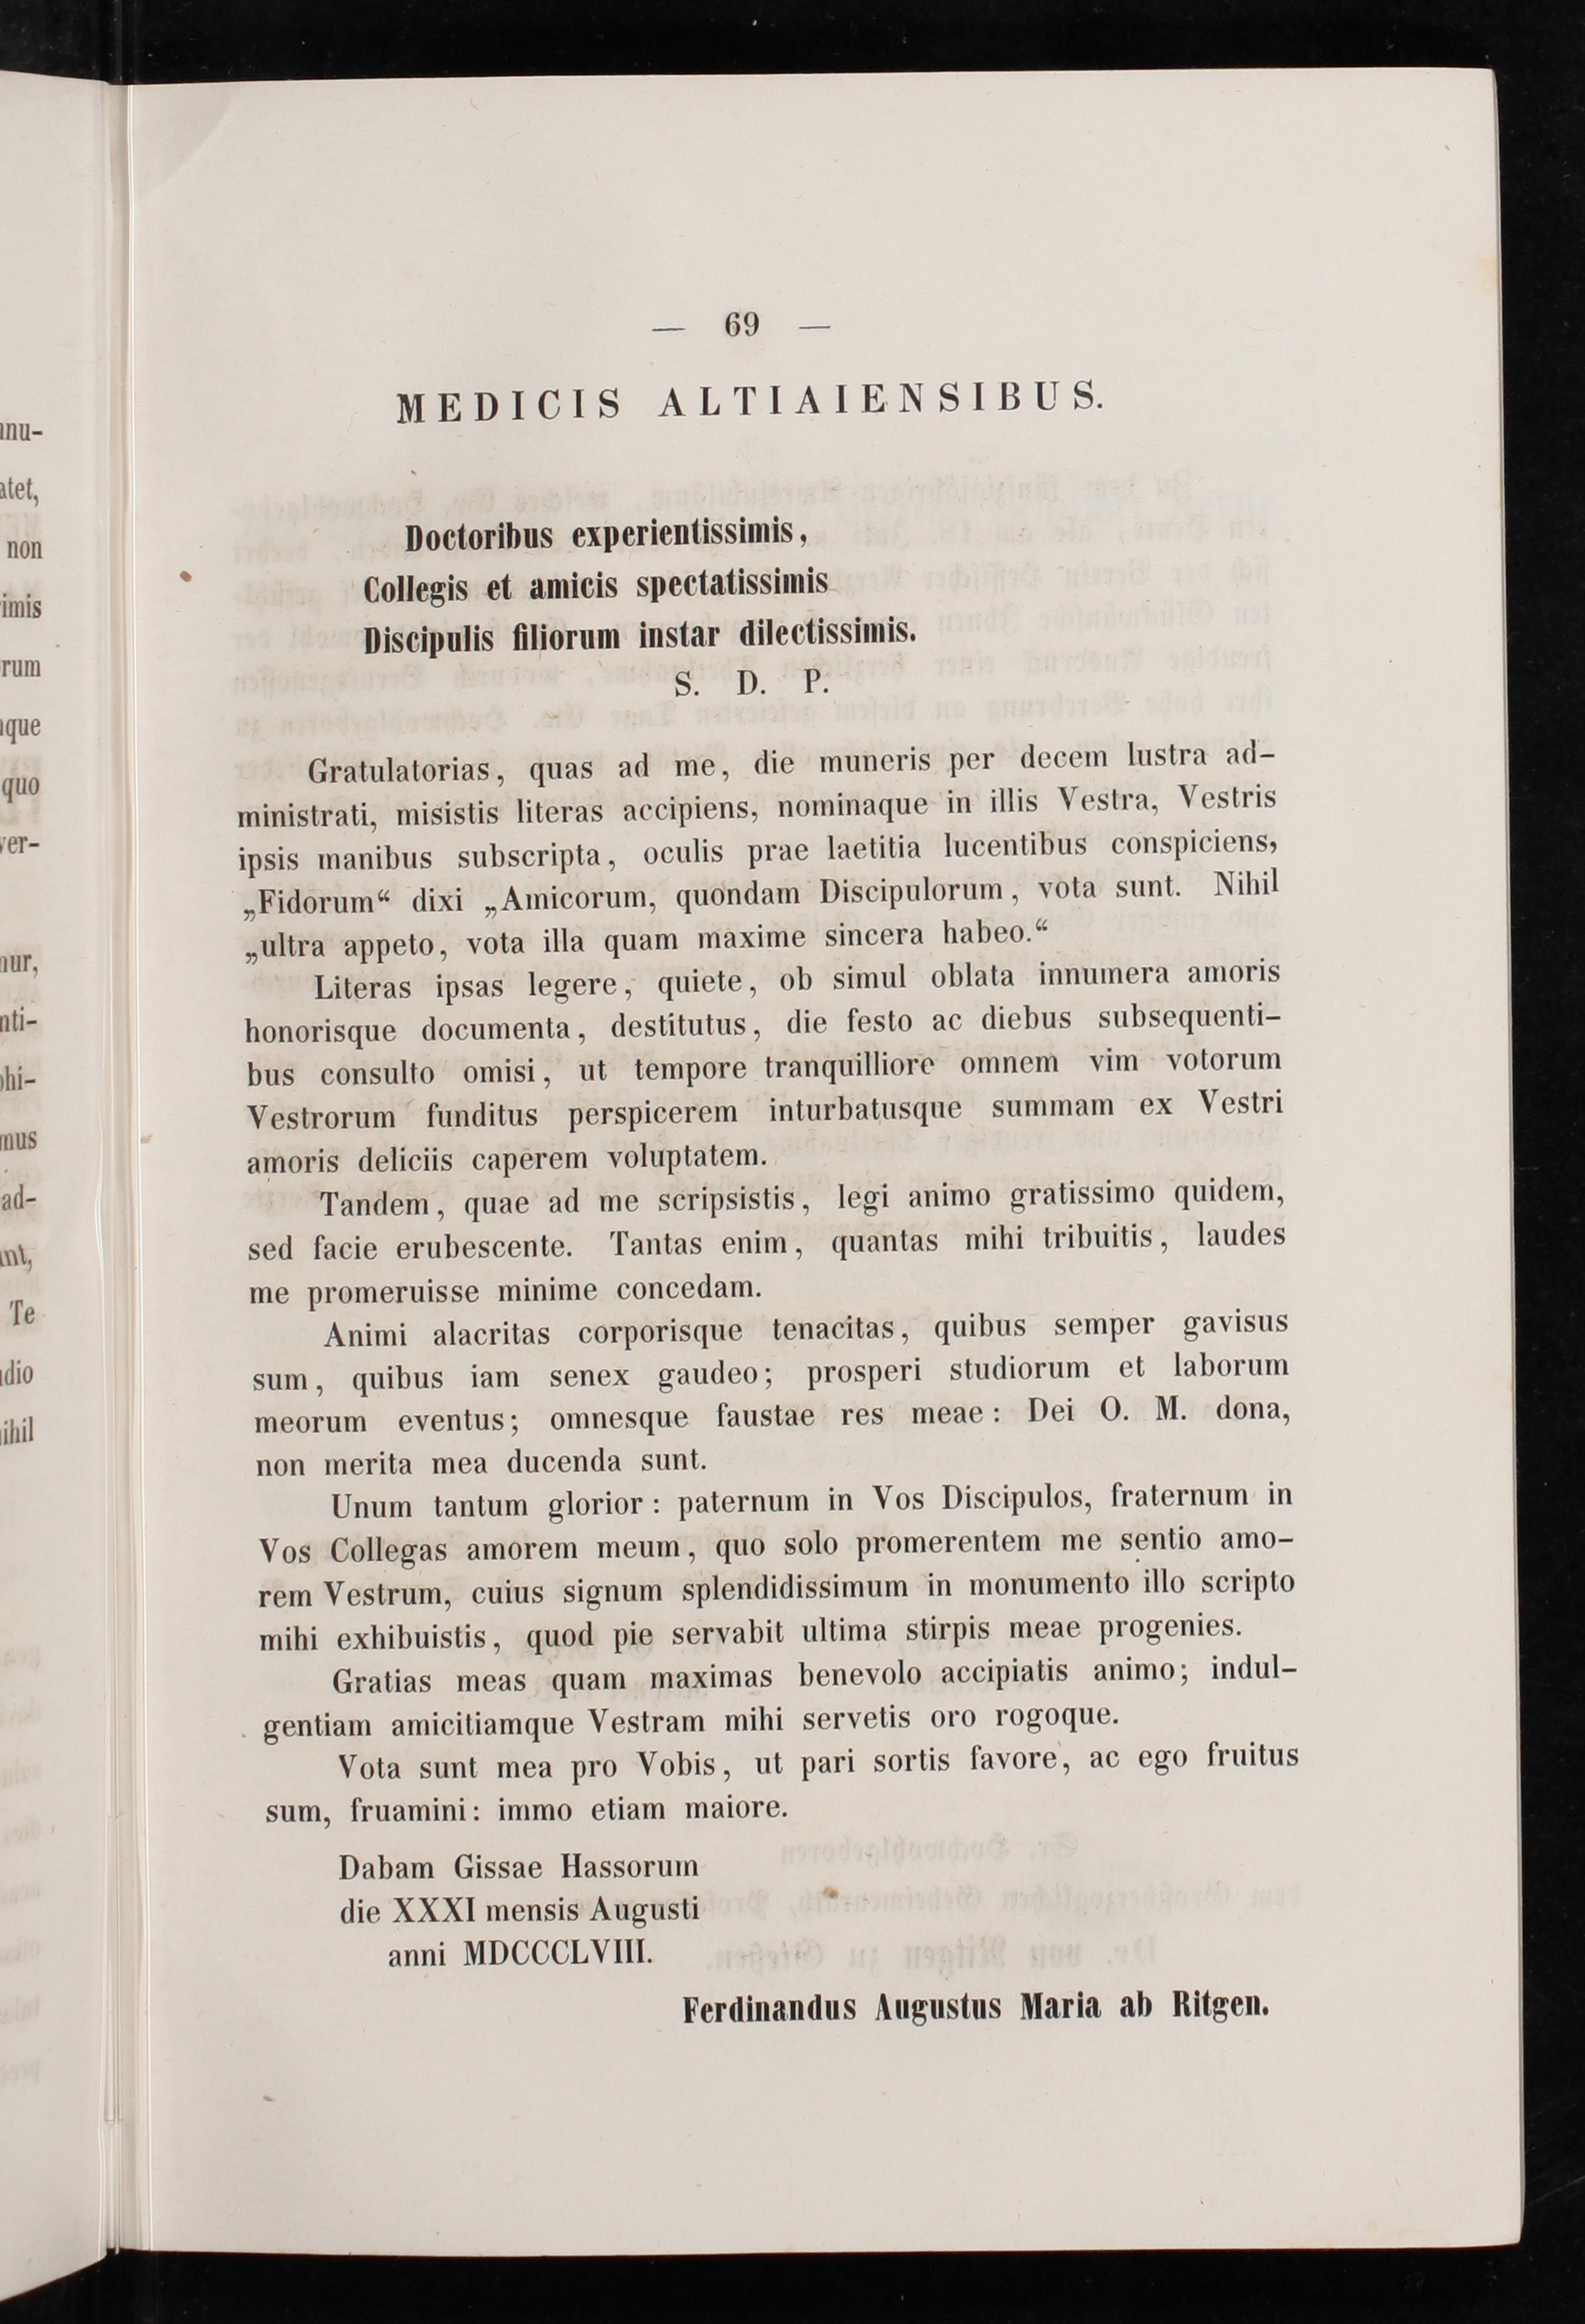 — 69 —
MEDICIS ALTIAIENSIBUS.
Doctoribus experientissimis,
Collegis et amicis spectatissimis
Discipulis filiorum instar dilectissimis.
S. D. P.
Gratulatorias, quas ad me, die muneris per decem lustra ad-
ministrati, misistis literas accipiens, nominaque in illis Vestra, Vestris
ipsis manibus subscripta, oculis prae laetitia lucentibus conspiciens,
„Fidorum“ dixi „Amicorum, quondam Discipulorum, vota sunt. Nihil
„ultra appeto, vota illa quam maxime sincera habeo.“
Literas ipsas legere, quiete, ob simul oblata innumera amoris
honorisque documenta, destitutus, die festo ac diebus subsequenti-
bus consulto omisi, ut tempore tranquilliore omnem vim votorum
Vestrorum funditus perspicerem inturbatusque summam ex Vestri
amoris deliciis caperem voluptatem.
Tandem, quae ad me scripsistis, legi animo gratissimo quidem,
sed facie erubescente. Tantas enim, quantas mihi tribuitis, laudes
me promeruisse minime concedam.
Animi alacritas corporisque tenacitas, quibus semper gavisus
sum, quibus iam senex gaudeo; prosperi studiorum et laborum
meorum eventus; omnesque faustae res meae: Dei O. M. dona,
non merita mea ducenda sunt.
Unum tantum glorior: paternum in Vos Discipulos, fraternum in
Vos Collegas amorem meum, quo solo promerentem me sentio amo-
rem Vestrum, cuius signum splendidissimum in monumento illo scripto
mihi exhibuistis, quod pie servabit ultima stirpis meae progenies.
Gratias meas quam maximas benevolo accipiatis animo; indul-
gentiam amicitiamque Vestram mihi servetis oro rogoque.
Vota sunt mea pro Vobis, ut pari sortis favore, ac ego fruitus
sum, fruamini: immo etiam maiore.
Dabam Gissae Hassorum
die XXXI mensis Augusti
anni MDCCCLVIII.
Ferdinandus Augustus Maria ab Ritgen.